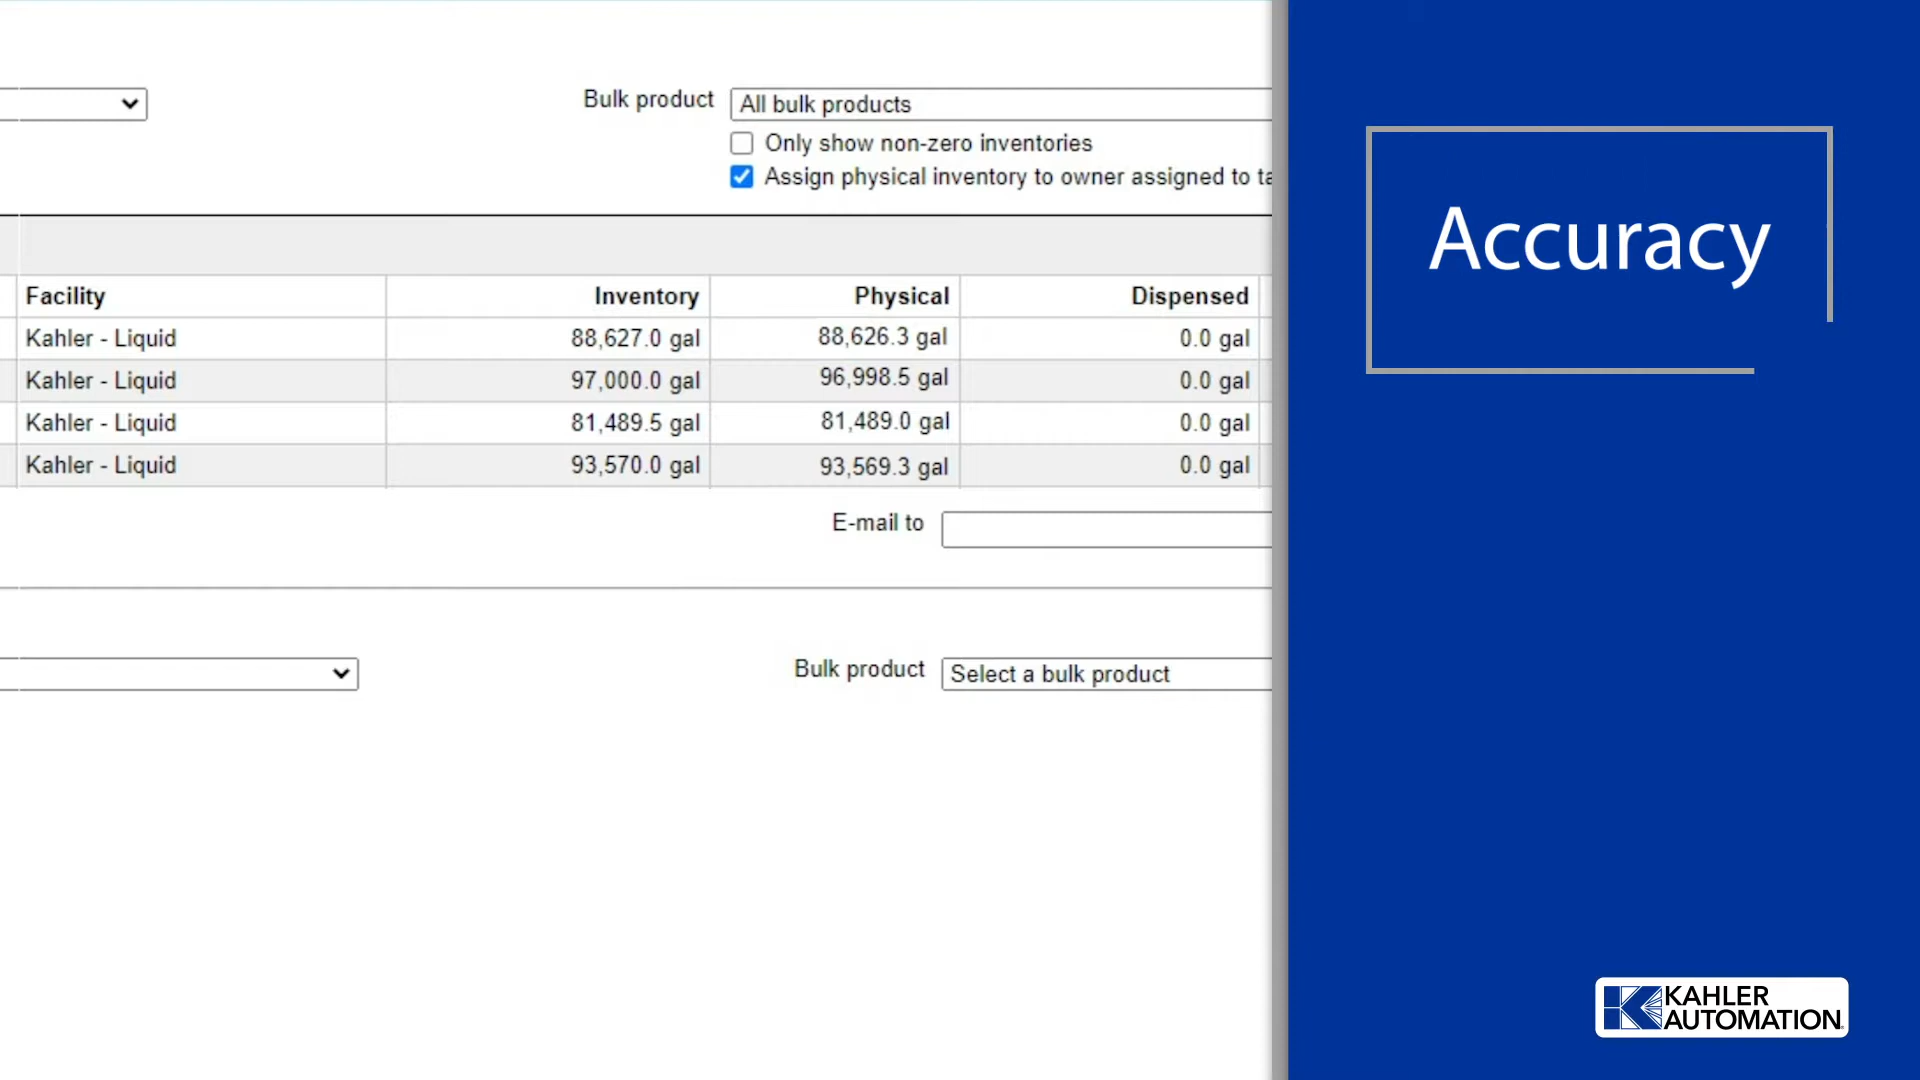 Bulk product All bulk products
Only show non-zero inventories
Assign physical inventory to owner assigned to ta
Facility Inventory Physical Dispensed
Kahler - Liquid 88,627.0 gal 88,626.3 gal 0.0 gal
Kahler - Liquid 97,000.0 gal 96,998.5 gal 0.0 gal
Kahler - Liquid 81,489.5 gal 81,489.0 gal 0.0 gal
Kahler - Liquid 93,570.0 gal 93,569.3 gal 0.0 gal
E-mail to
Bulk product Select a bulk product
Accuracy
KAHLER
AUTOMATION